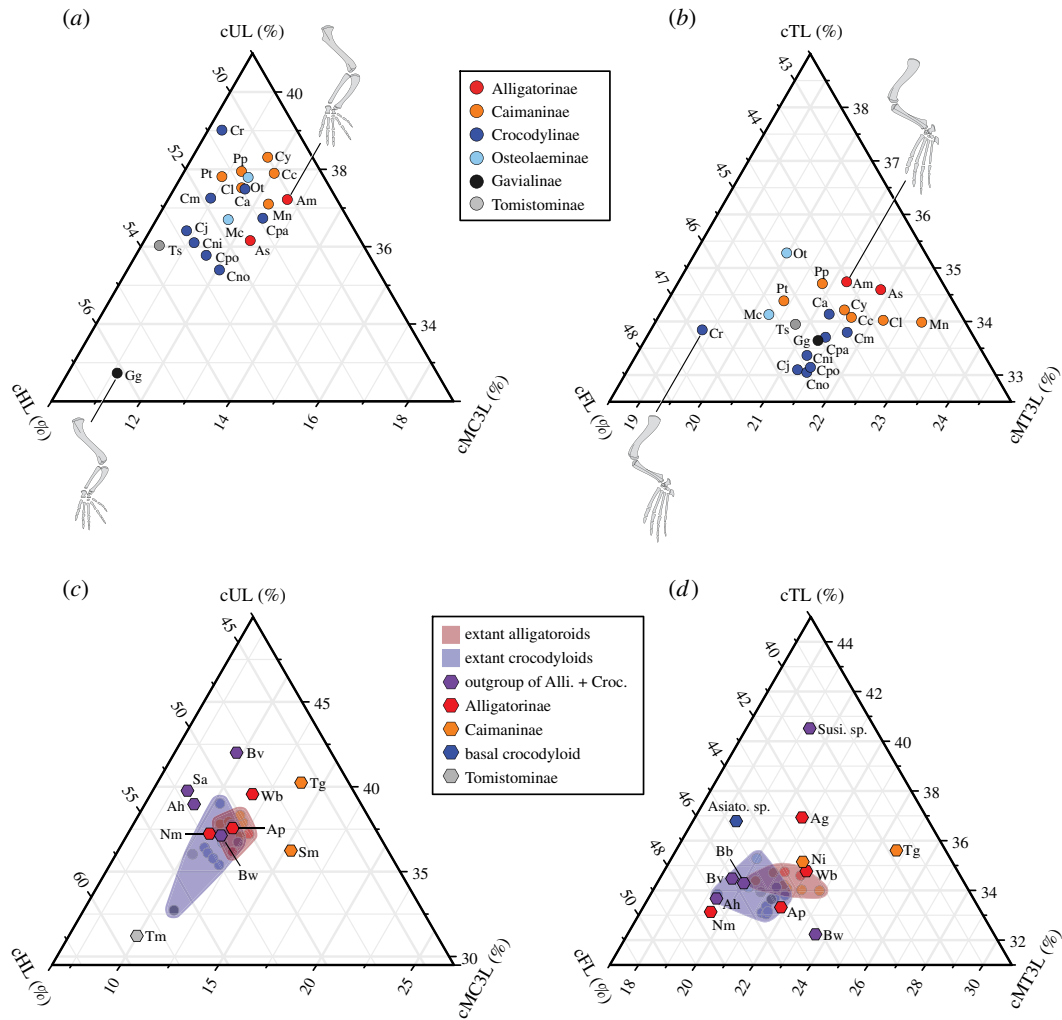 (a)
cUL (%)
50
52
54
56
40
38
36
34
12
14
16
18
cHL (%)
cMC3L (%)
Cr
Pp
Cy
Pt
Cc
Cl
Ot
Cm
Ca
Am
Mn
Mc
Cpa
Cj
Ts
Cni
As
Cpo
Cno
Gg
Alligatorinae
Caimaninae
Crocodylinae
Osteolaeminae
Gavialinae
Tomistominae
(b)
cTL (%)
43
44
45
46
47
48
38
37
36
35
34
33
19
20
21
22
23
24
cFL (%)
cMT3L (%)
Ot
Pp
Am
As
Pt
Ca
Cy
Mc
Cc
Cl
Mn
Ts
Cr
Gg
Cpa
Cm
Cni
Cj
Cpo
Cno
(c)
cUL (%)
45
50
55
60
45
40
35
30
10
15
20
25
cHL (%)
cMC3L (%)
Bv
Sa
Tg
Ah
Wb
Nm
Ap
Sm
Bw
Tm
extant alligatoroids
extant crocodyloids
outgroup of Alli. + Croc.
Alligatorinae
Caimaninae
basal crocodyloid
Tomistominae
(d)
cTL (%)
40
42
44
46
48
50
44
42
40
38
36
34
32
18
20
22
24
26
28
30
cFL (%)
cMT3L (%)
Susi. sp.
Asiato. sp.
Ag
Bb
Ni
Tg
Bv
Wb
Ah
Ap
Nm
Bw